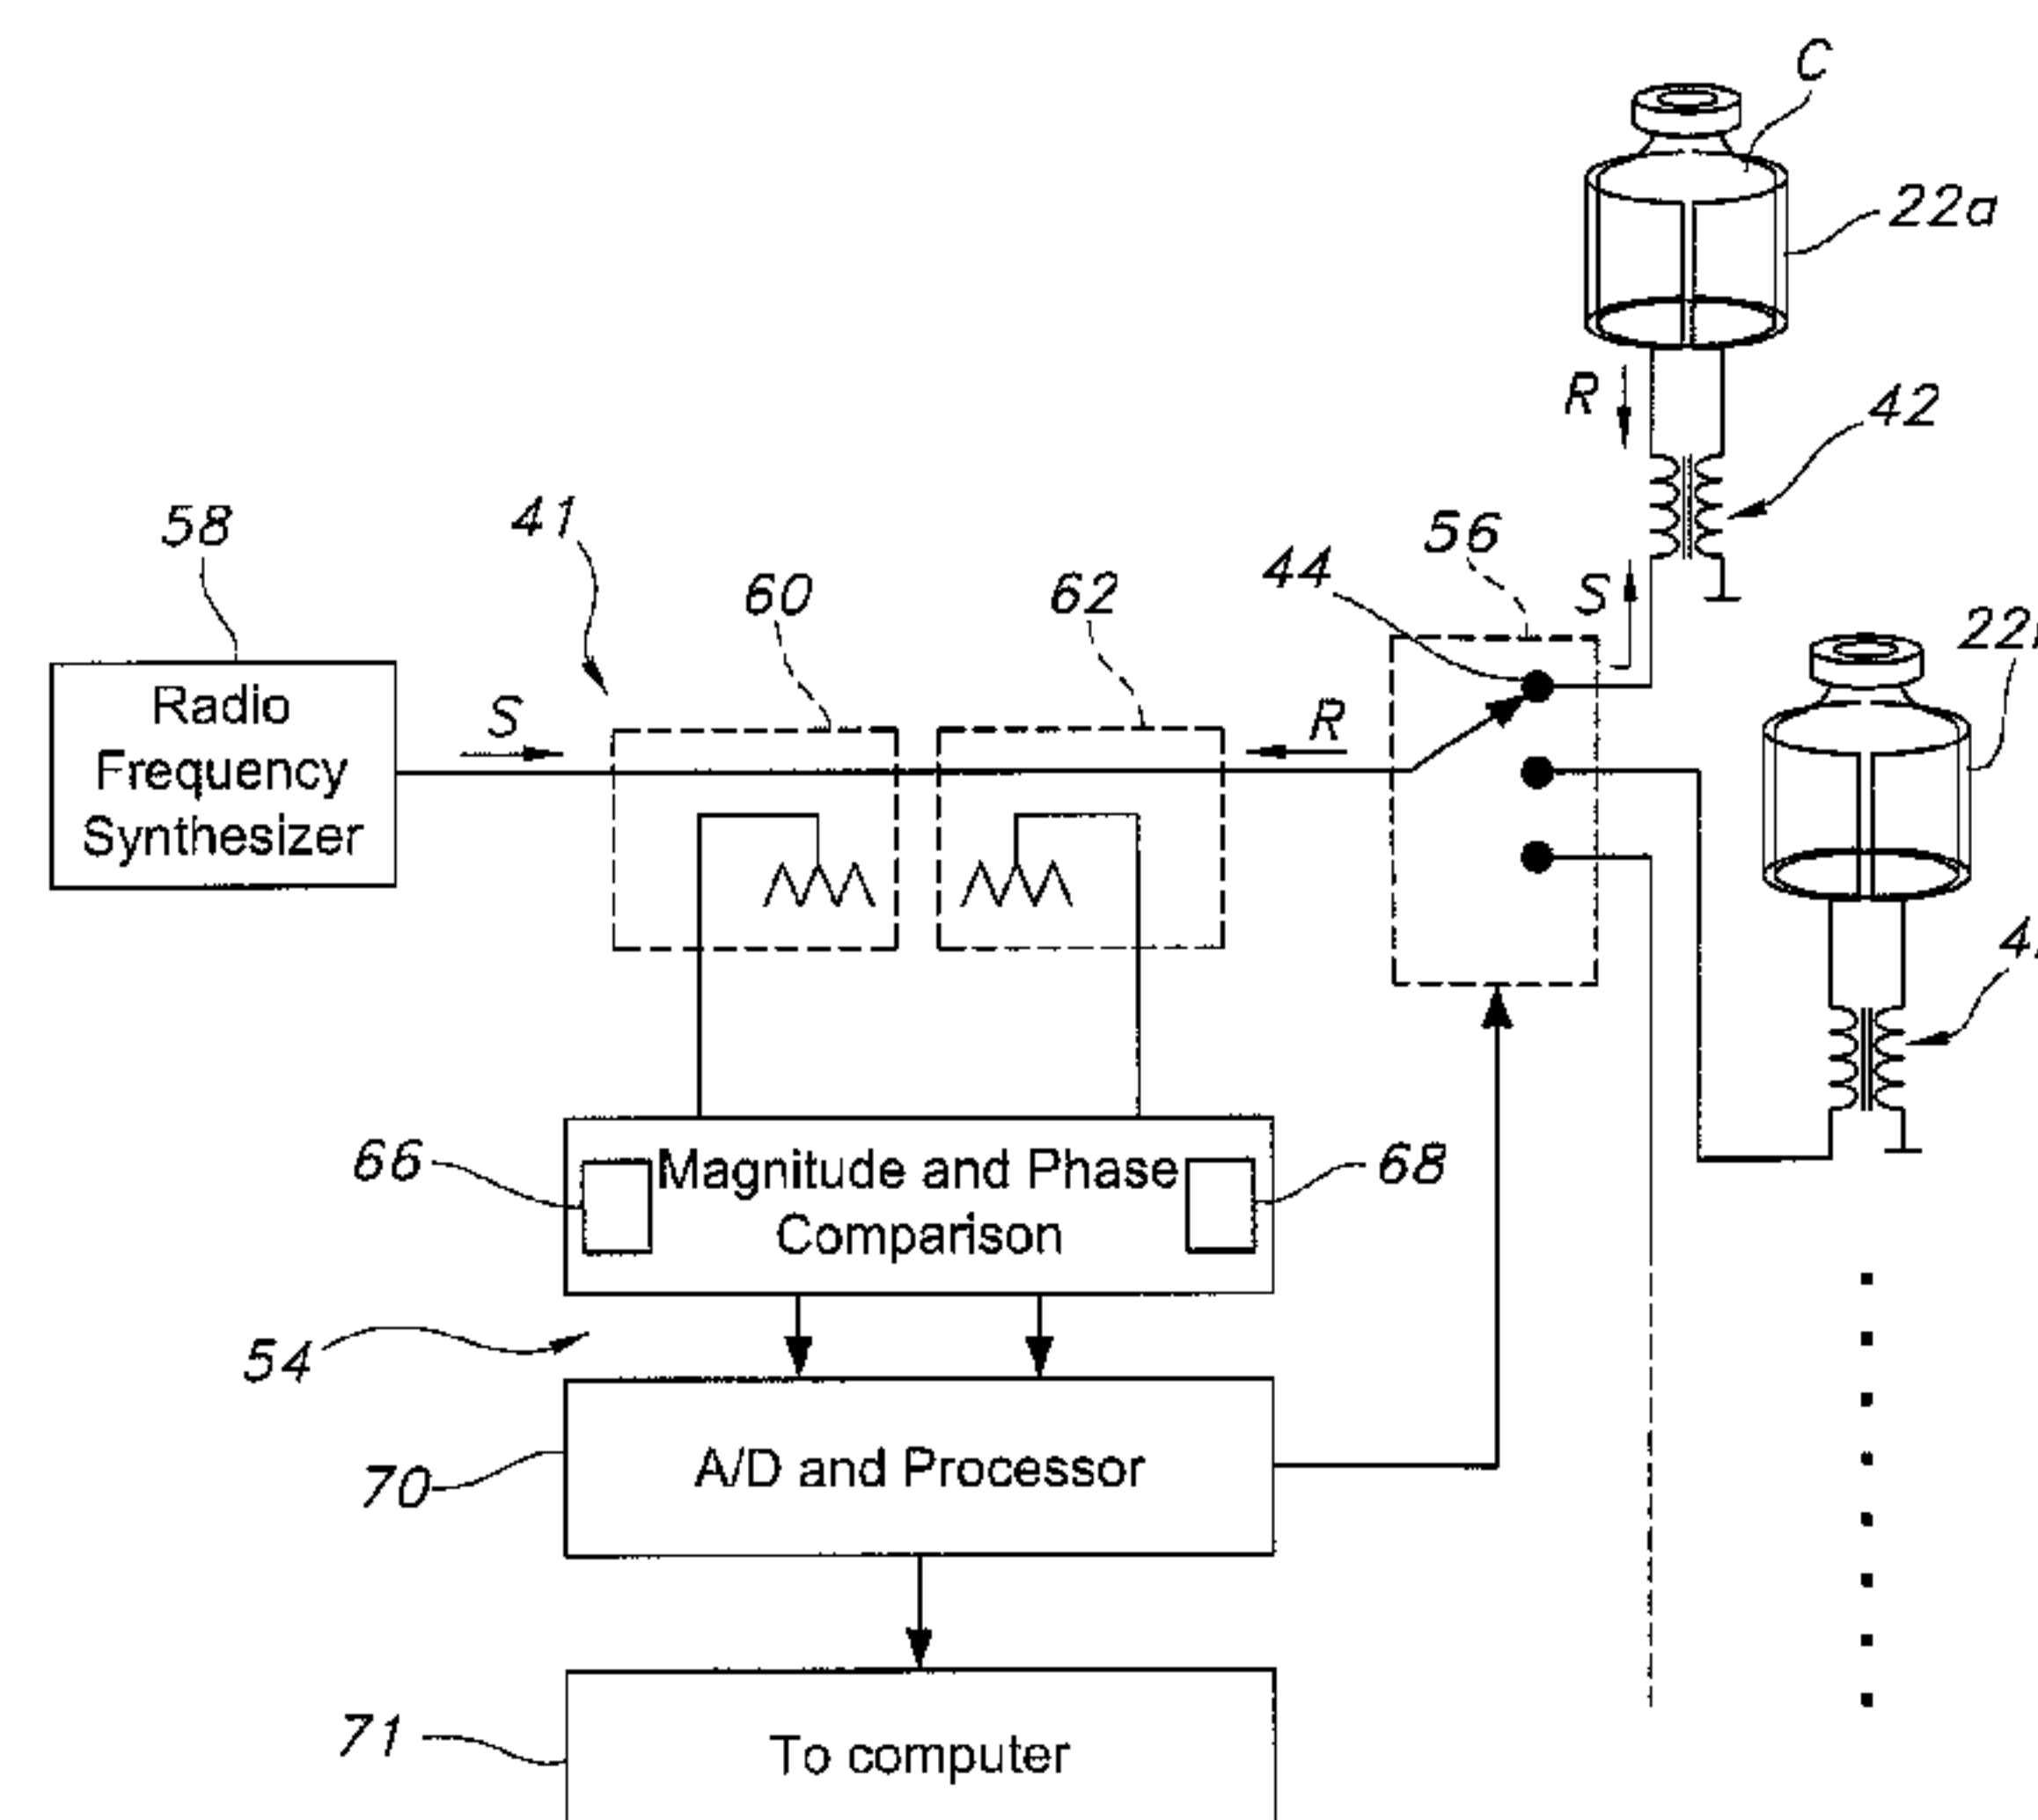 C
22a
R
42
58
41
60
62
44
56
S
Radio
Frequency
Synthesizer
S
R
66
Magnitude and Phase
Comparison
68
54
70
A/D and Processor
71
To computer